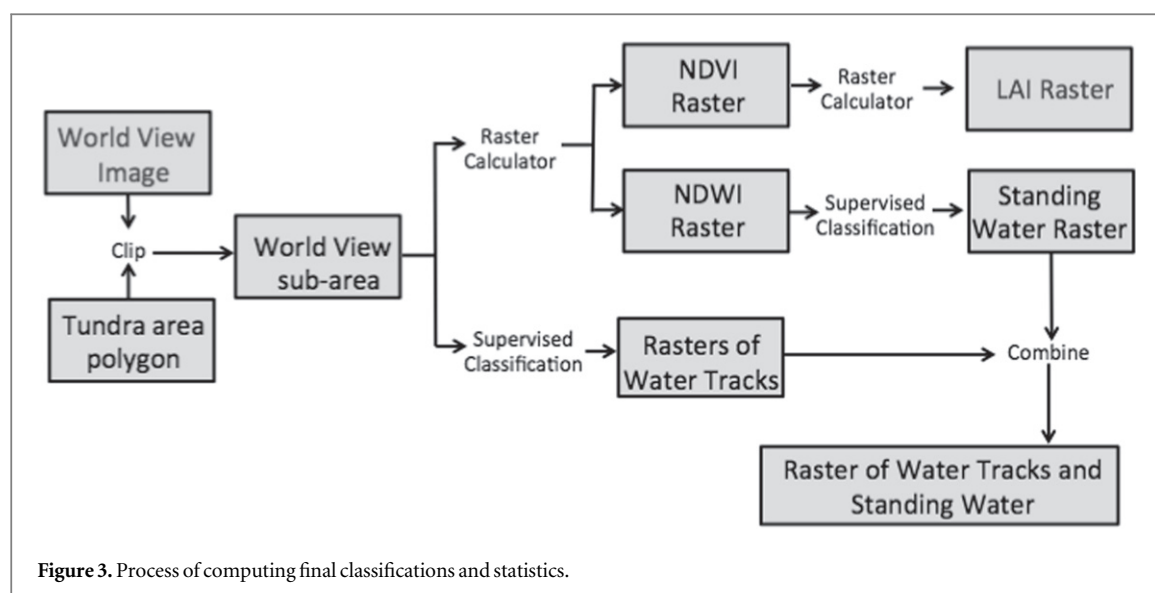 World View
Image
Clip
Tundra area
polygon
World View
sub-area
Raster
Calculator
NDVI
Raster
Raster
Calculator
LAI Raster
NDWI
Raster
Supervised
Classification
Standing
Water Raster
Supervised
Classification
Rasters of
Water Tracks
Combine
Raster of Water Tracks and
Standing Water
Figure 3. Process of computing final classifications and statistics.